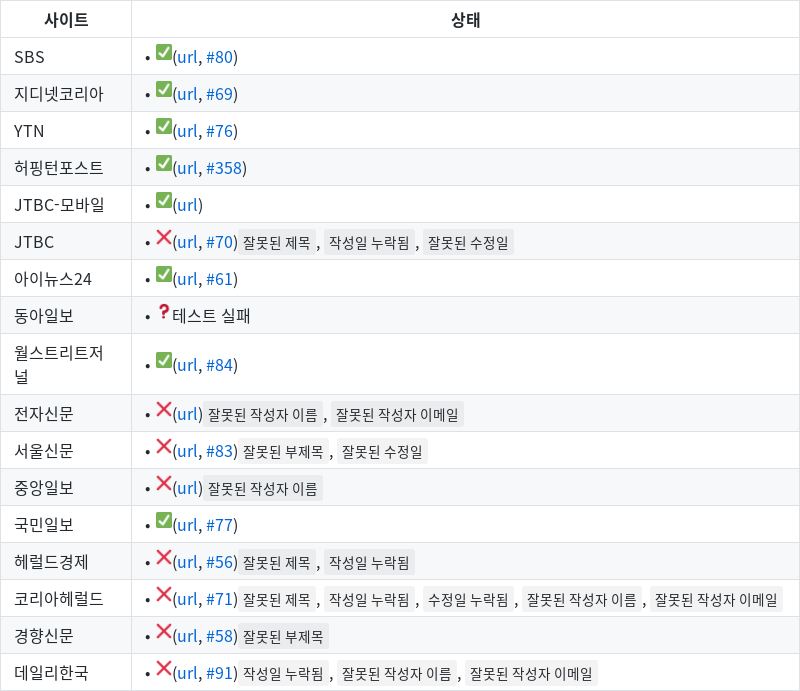 사이트 상태
SBS • ✅(url, #80)
지디넷코리아 • ✅(url, #69)
YTN • ✅(url, #76)
허핑턴포스트 • ✅(url, #358)
JTBC-모바일 • ✅(url)
JTBC • ❌(url, #70) 잘못된 제목 , 작성일 누락됨 , 잘못된 수정일
아이뉴스24 • ✅(url, #61)
동아일보 • ❓테스트 실패
월스트리트저
널 • ✅(url, #84)
전자신문 • ❌(url) 잘못된 작성자 이름 , 잘못된 작성자 이메일
서울신문 • ❌(url, #83) 잘못된 부제목 , 잘못된 수정일
중앙일보 • ❌(url) 잘못된 작성자 이름
국민일보 • ✅(url, #77)
헤럴드경제 • ❌(url, #56) 잘못된 제목 , 작성일 누락됨
코리아헤럴드 • ❌(url, #71) 잘못된 제목 , 작성일 누락됨 , 수정일 누락됨 , 잘못된 작성자 이름 , 잘못된 작성자 이메일
경향신문 • ❌(url, #58) 잘못된 부제목
데일리한국 • ❌(url, #91) 작성일 누락됨 , 잘못된 작성자 이름 , 잘못된 작성자 이메일